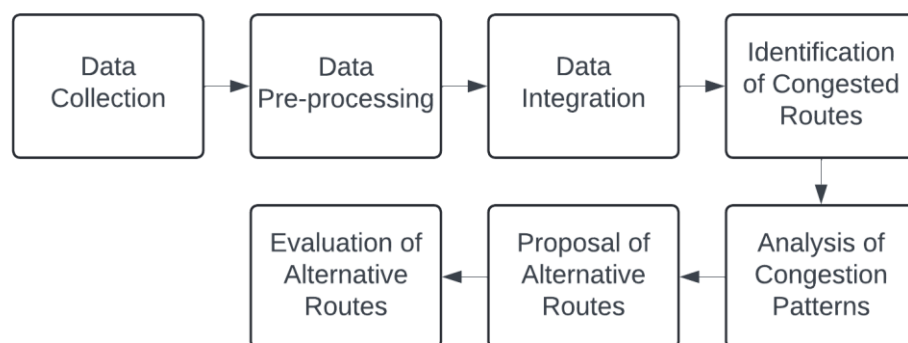 Data
Collection
Data
Pre-processing
Data
Integration
Identification
of Congested
Routes
Analysis of
Congestion
Patterns
Proposal of
Alternative
Routes
Evaluation of
Alternative
Routes